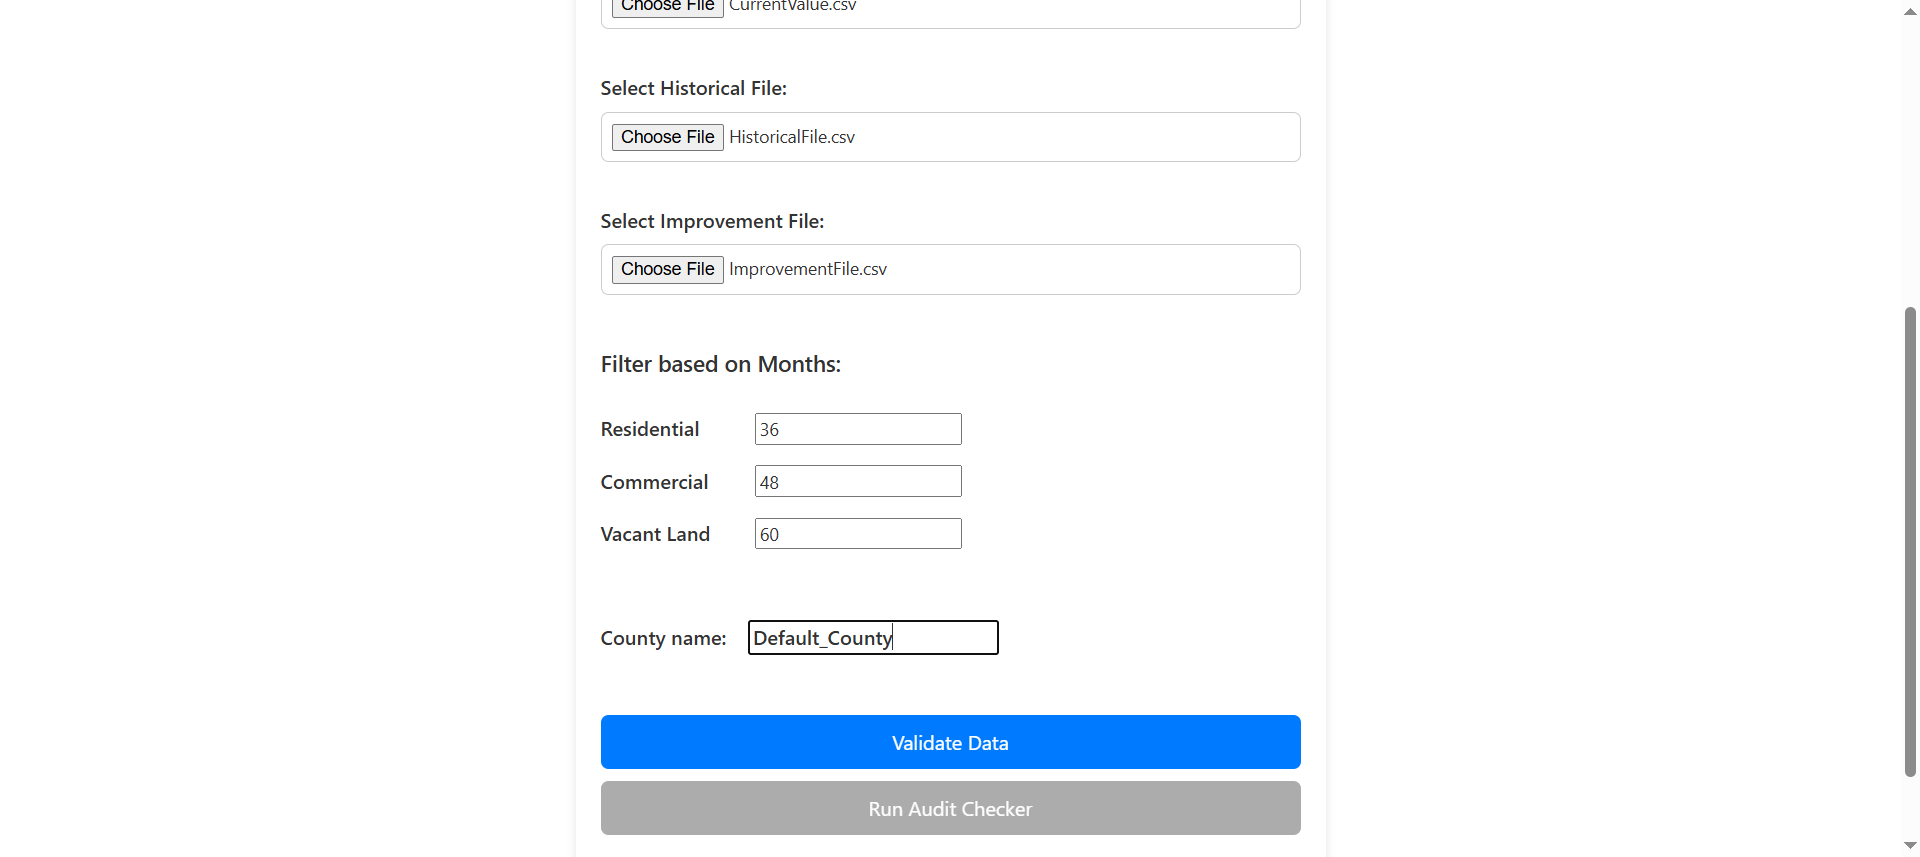 Choose File CurrentValue.csv
Select Historical File:
Choose File HistoricalFile.csv
Select Improvement File:
Choose File ImprovementFile.csv
Filter based on Months:
Residential 36
Commercial 48
Vacant Land 60
County name: Default_County
Validate Data
Run Audit Checker